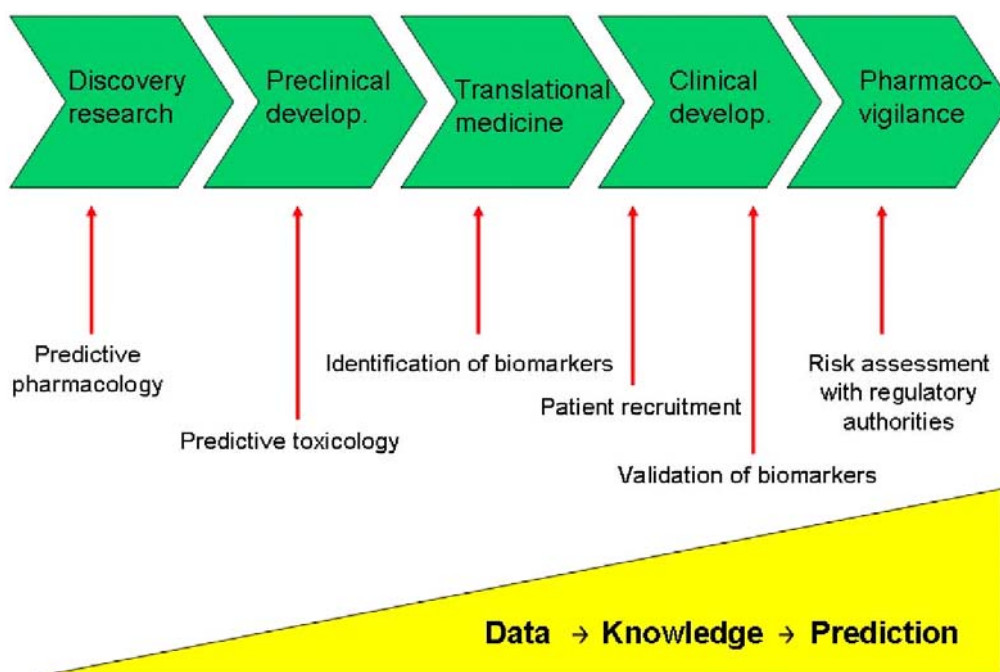 Discovery
research
Preclinical
develop.
Translational
medicine
Clinical
develop.
Pharmaco-
vigilance
Predictive
pharmacology
Predictive toxicology
Identification of biomarkers
Patient recruitment
Validation of biomarkers
Risk assessment
with regulatory
authorities
Data → Knowledge → Prediction